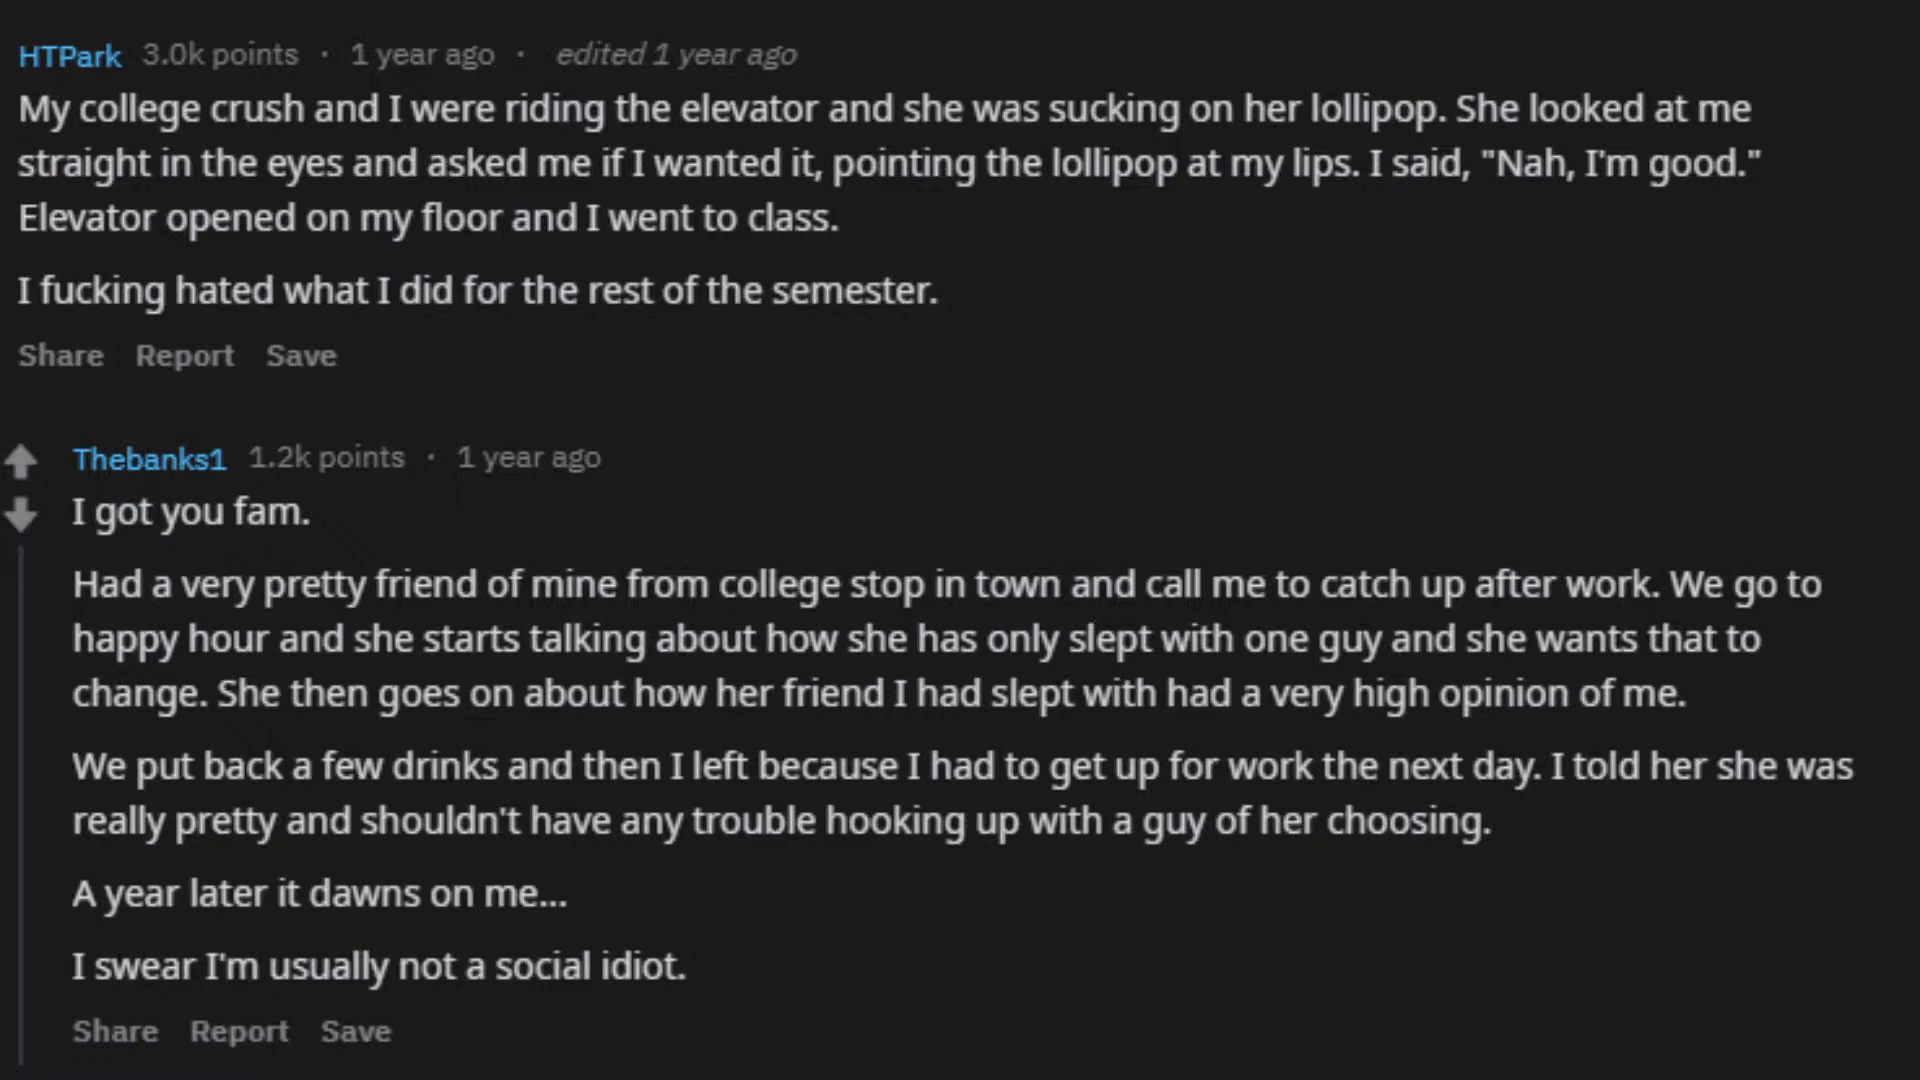 HTPark 3.0k points · 1 year ago · edited 1 year ago
My college crush and I were riding the elevator and she was sucking on her lollipop. She looked at me
straight in the eyes and asked me if I wanted it, pointing the lollipop at my lips. I said, "Nah, I'm good."
Elevator opened on my floor and I went to class.
I fucking hated what I did for the rest of the semester.
Share Report Save
Thebanks1 1.2k points · 1 year ago
I got you fam.
Had a very pretty friend of mine from college stop in town and call me to catch up after work. We go to
happy hour and she starts talking about how she has only slept with one guy and she wants that to
change. She then goes on about how her friend I had slept with had a very high opinion of me.
We put back a few drinks and then I left because I had to get up for work the next day. I told her she was
really pretty and shouldn't have any trouble hooking up with a guy of her choosing.
A year later it dawns on me...
I swear I'm usually not a social idiot.
Share Report Save